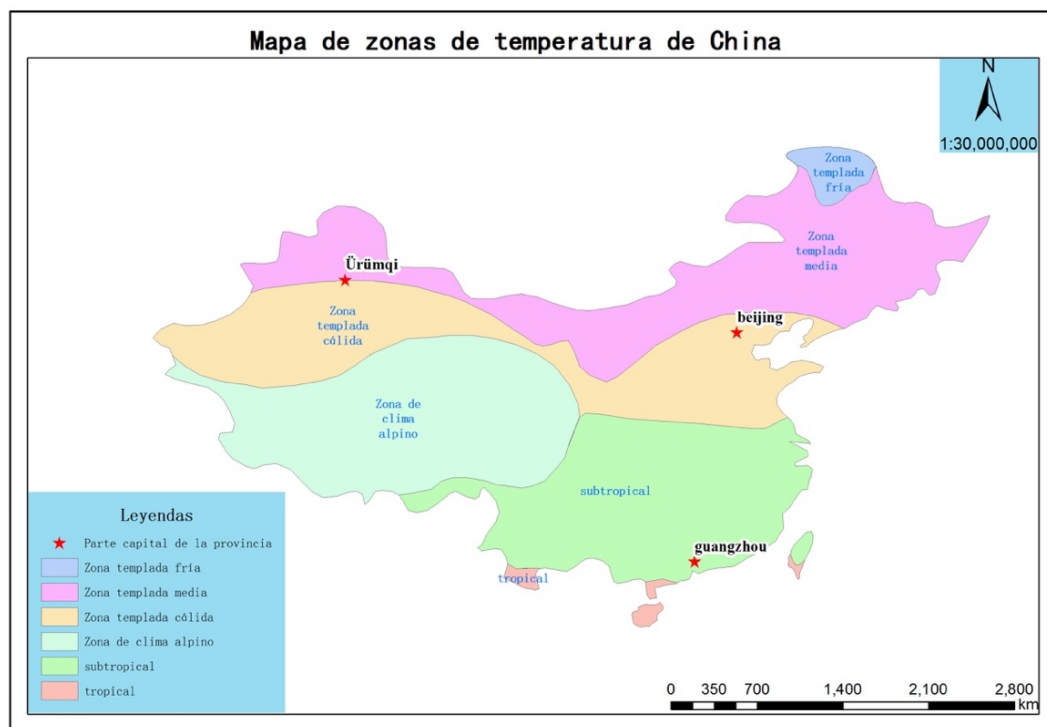 Mapa de zonas de temperatura de China
N
1:30,000,000
Zona
templada
fría
Zona
templada
media
Ürümqi
Zona
templada
cálida
beijing
Zona de
clima
alpino
subtropical
guangzhou
tropical
Leyendas
Parte capital de la provincia
Zona templada fría
Zona templada media
Zona templada cálida
Zona de clima alpino
subtropical
tropical
0 350 700 1,400 2,100 2,800
km